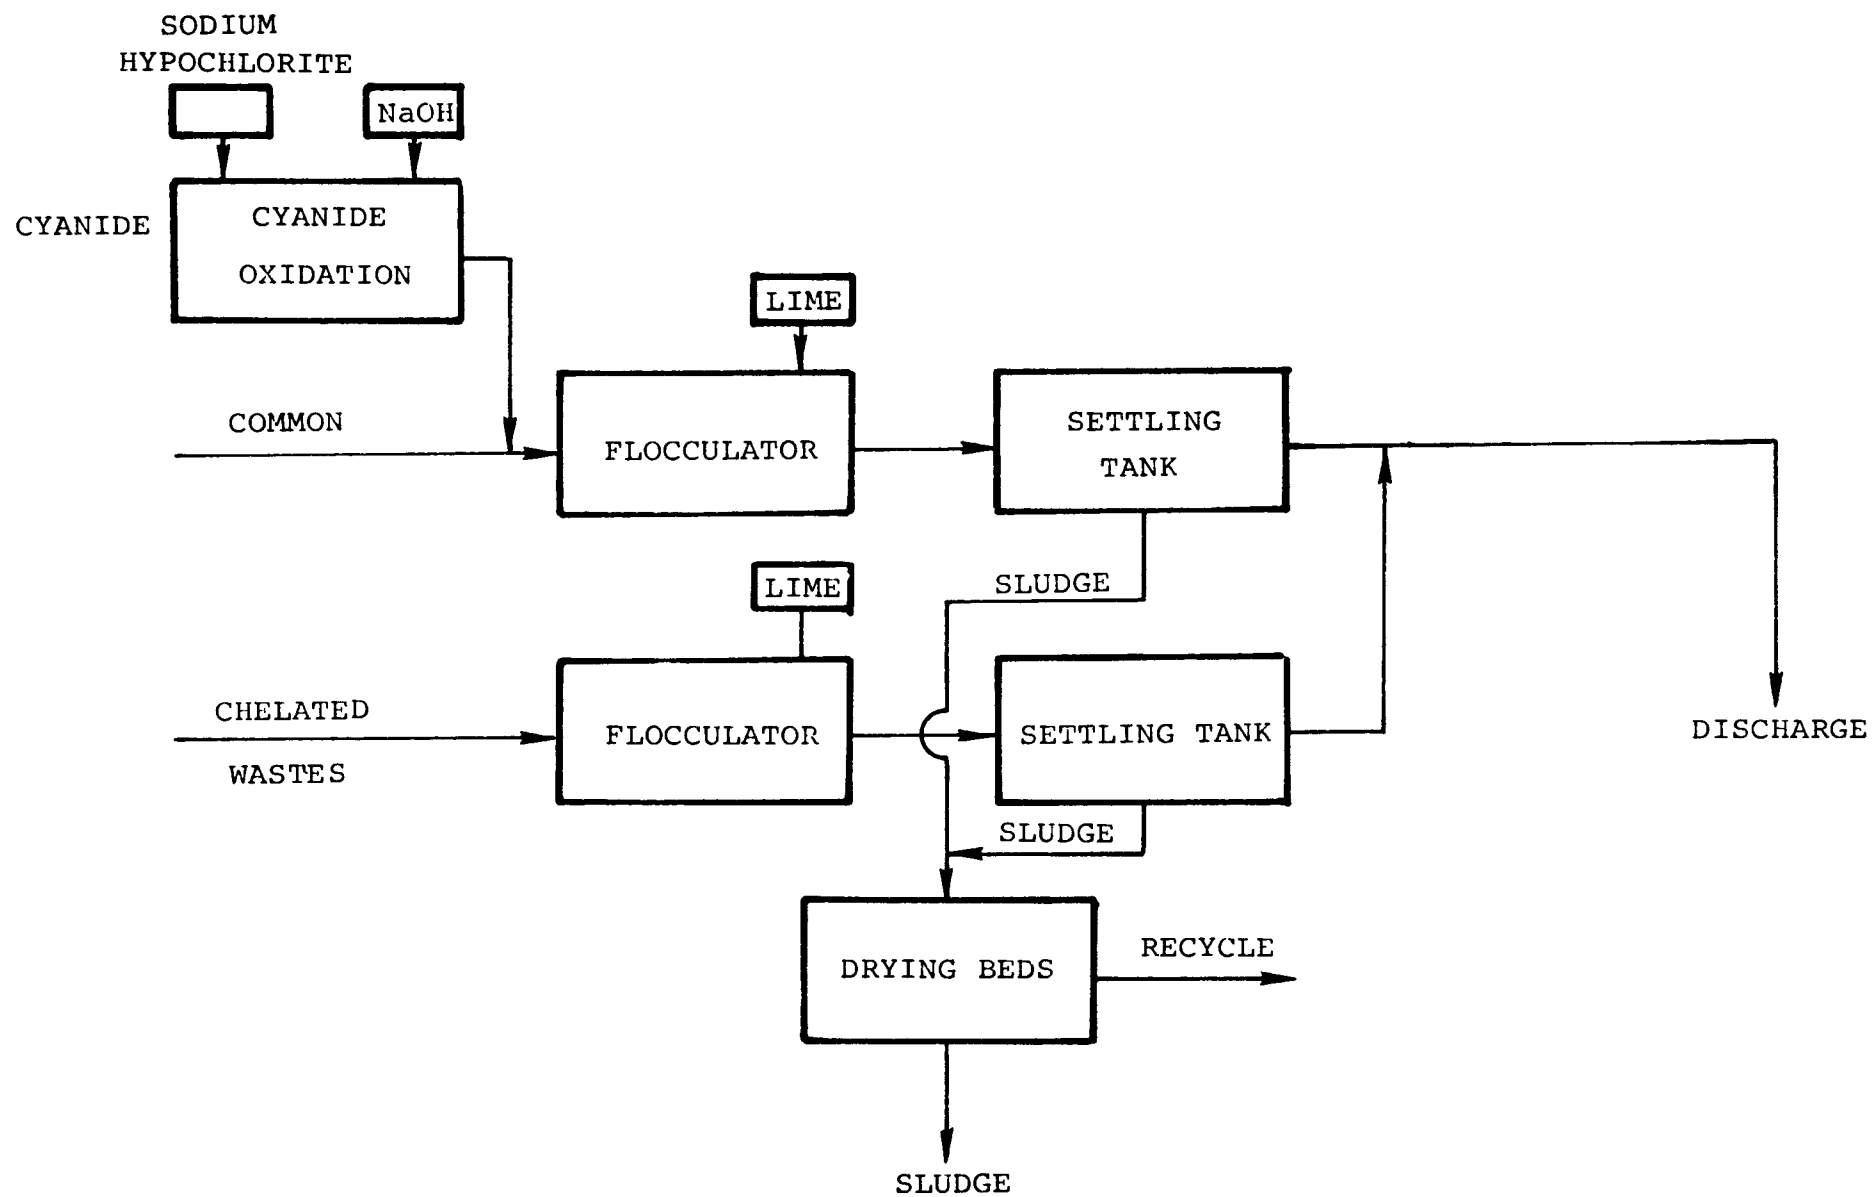 SODIUM
HYPOCHLORITE
NaOH
CYANIDE
CYANIDE
OXIDATION
LIME
COMMON
FLOCCULATOR
SETTLING
TANK
LIME
SLUDGE
CHELATED
WASTES
FLOCCULATOR
SETTLING TANK
DISCHARGE
SLUDGE
DRYING BEDS
RECYCLE
SLUDGE